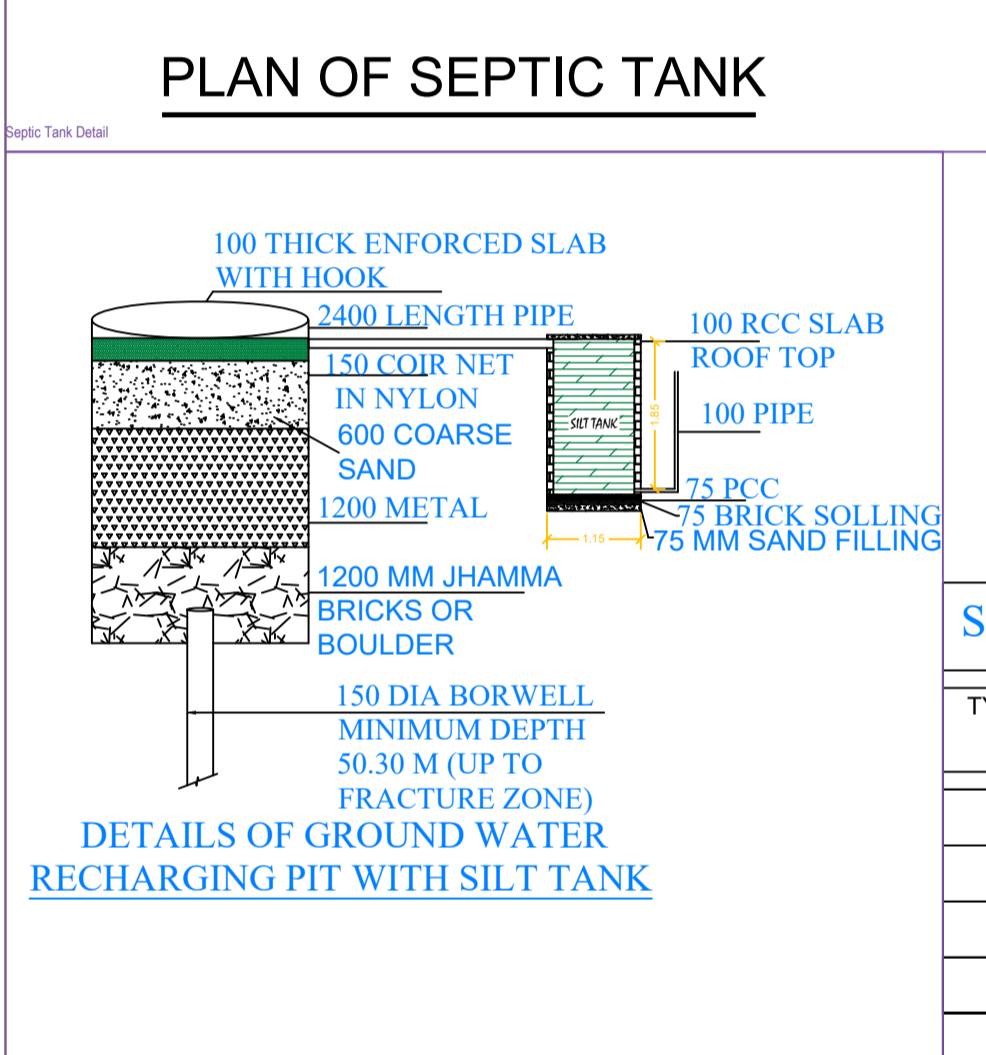 PLAN OF SEPTIC TANK
Septic Tank Detail
100 THICK ENFORCED SLAB
WITH HOOK
2400 LENGTH PIPE
150 COIR NET
IN NYLON
600 COARSE
SAND
1200 METAL
1200 MM JHAMMA
BRICKS OR
BOULDER
150 DIA BORWELL
MINIMUM DEPTH
50.30 M (UP TO
FRACTURE ZONE)
100 RCC SLAB
ROOF TOP
100 PIPE
SILT TANK
1.85
75 PCC
75 BRICK SOLLING
75 MM SAND FILLING
1.15
DETAILS OF GROUND WATER
RECHARGING PIT WITH SILT TANK
S